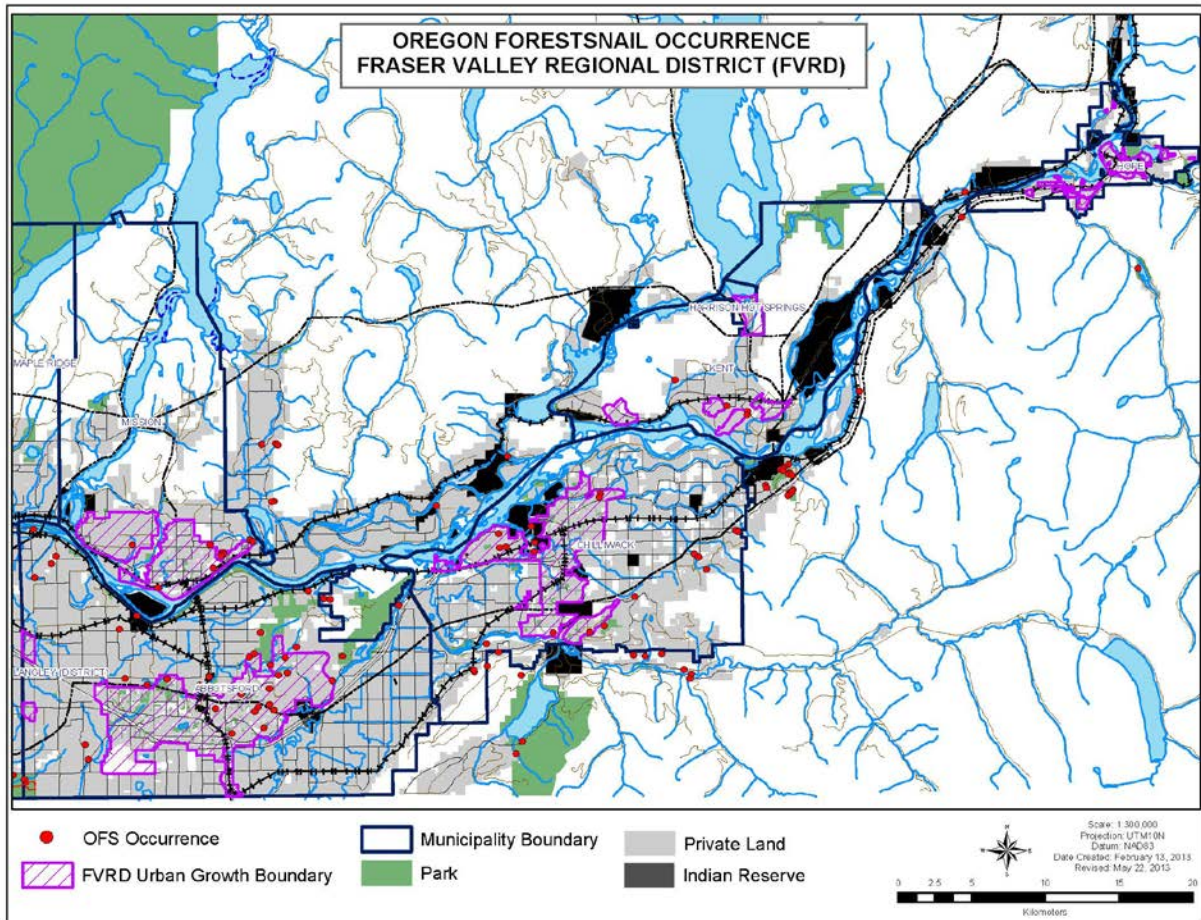 OREGON FORESTSNAIL OCCURRENCE
FRASER VALLEY REGIONAL DISTRICT (FVRD)
HOPE
HARRISON HOT SPRINGS
MAPLE RIDGE
KENT
MISSION
CHILLIWACK
LANGLEY (DISTRICT)
ABBOTSFORD
OFS Occurrence
FVRD Urban Growth Boundary
Municipality Boundary
Park
Private Land
Indian Reserve
N
Scale: 1:300,000
Projection: UTM10N
Datum: NAD83
Date Created: February 13, 2013
Revised: May 22, 2013
0 2.5 5 10 15 20
Kilometers